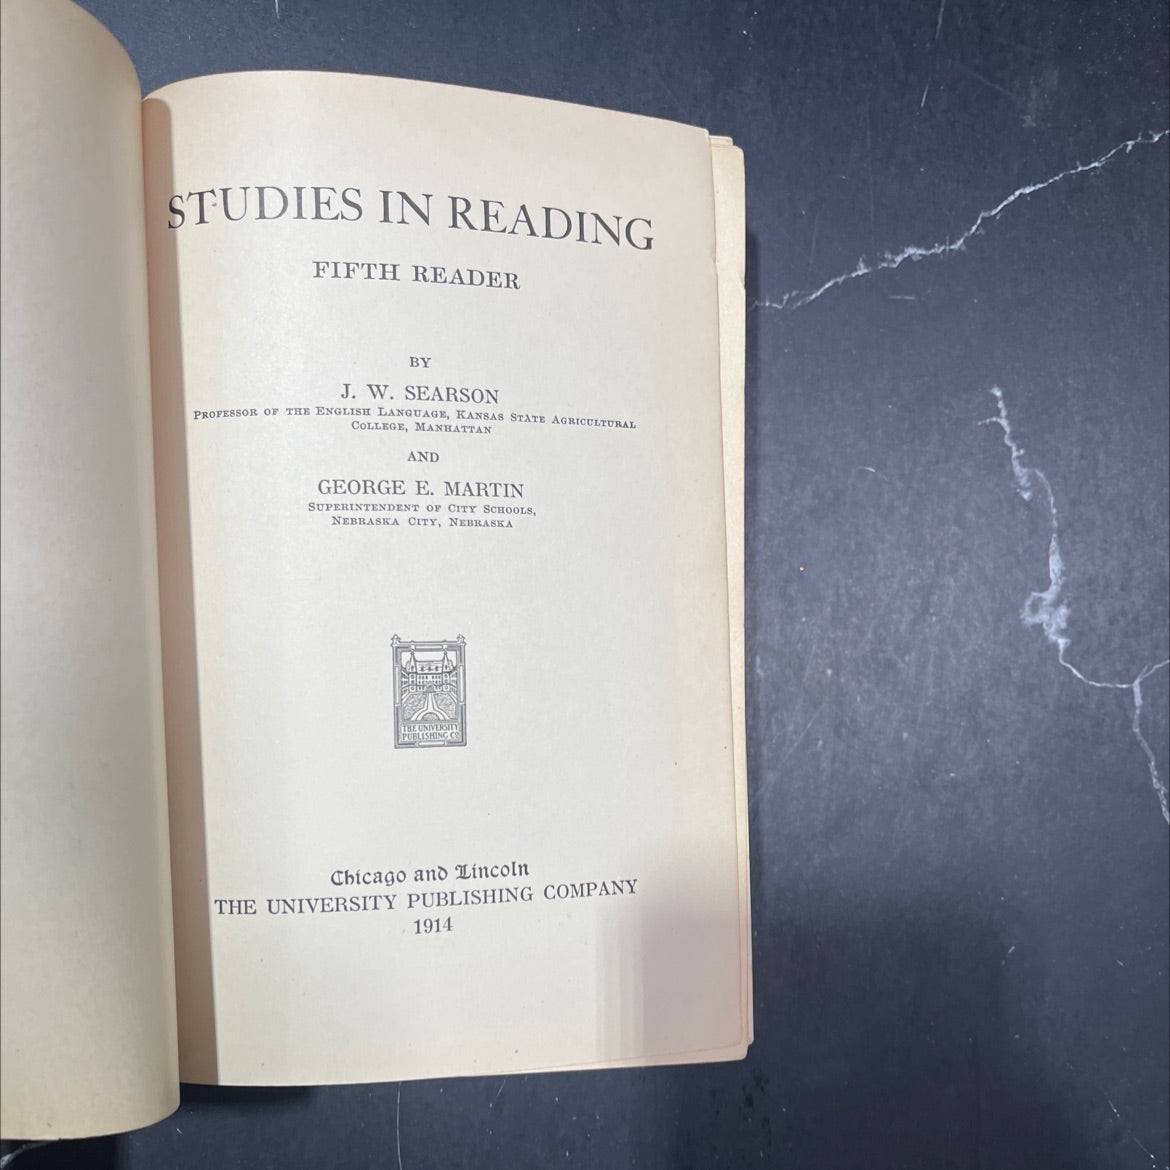 STUDIES IN READING
FIFTH READER
BY
J. W. SEARSON
PROFESSOR OF THE ENGLISH LANGUAGE, KANSAS STATE AGRICULTURAL
COLLEGE, MANHATTAN
AND
GEORGE E. MARTIN
SUPERINTENDENT OF CITY SCHOOLS,
NEBRASKA CITY, NEBRASKA
THE UNIVERSITY
PUBLISHING CO
Chicago and Lincoln
THE UNIVERSITY PUBLISHING COMPANY
1914